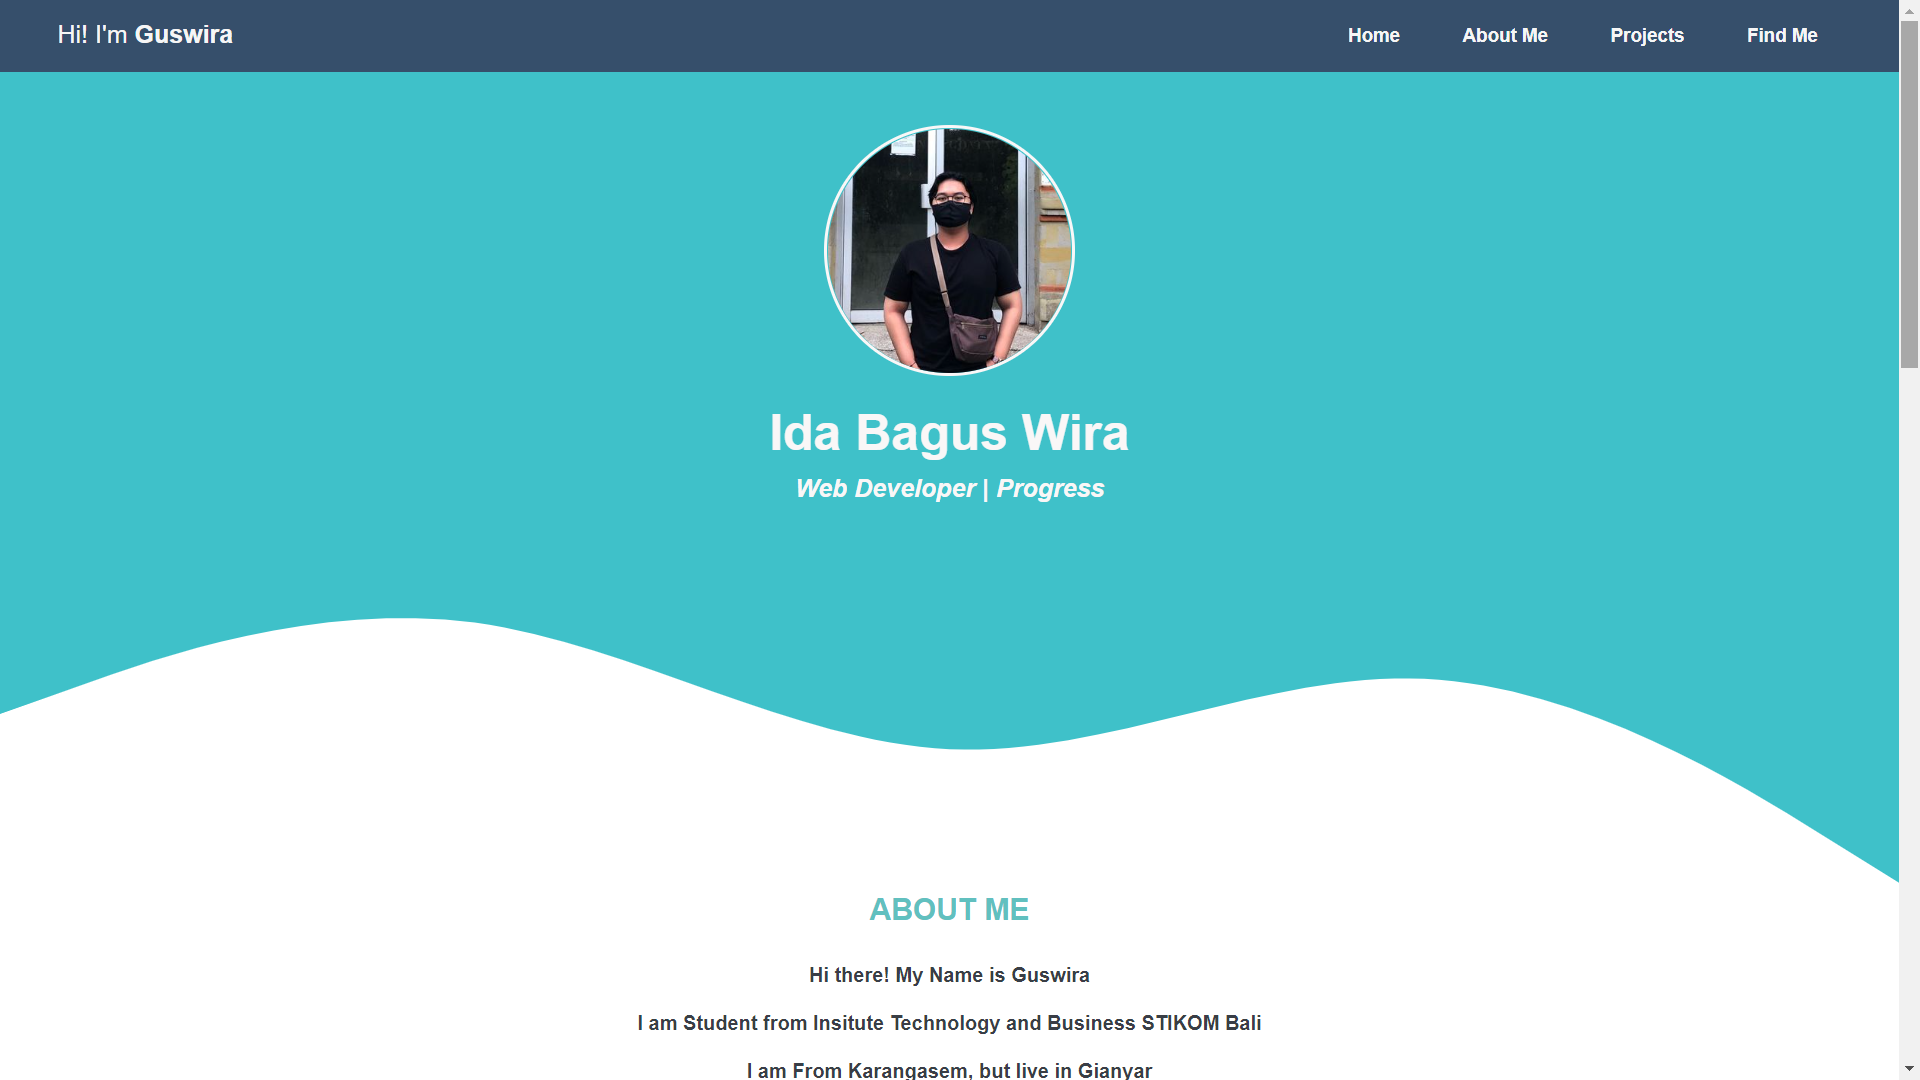 Hi! I'm Guswira
Home
About Me
Projects
Find Me
Ida Bagus Wira
Web Developer | Progress
ABOUT ME
Hi there! My Name is Guswira
I am Student from Insitute Technology and Business STIKOM Bali
I am From Karangasem, but live in Gianyar